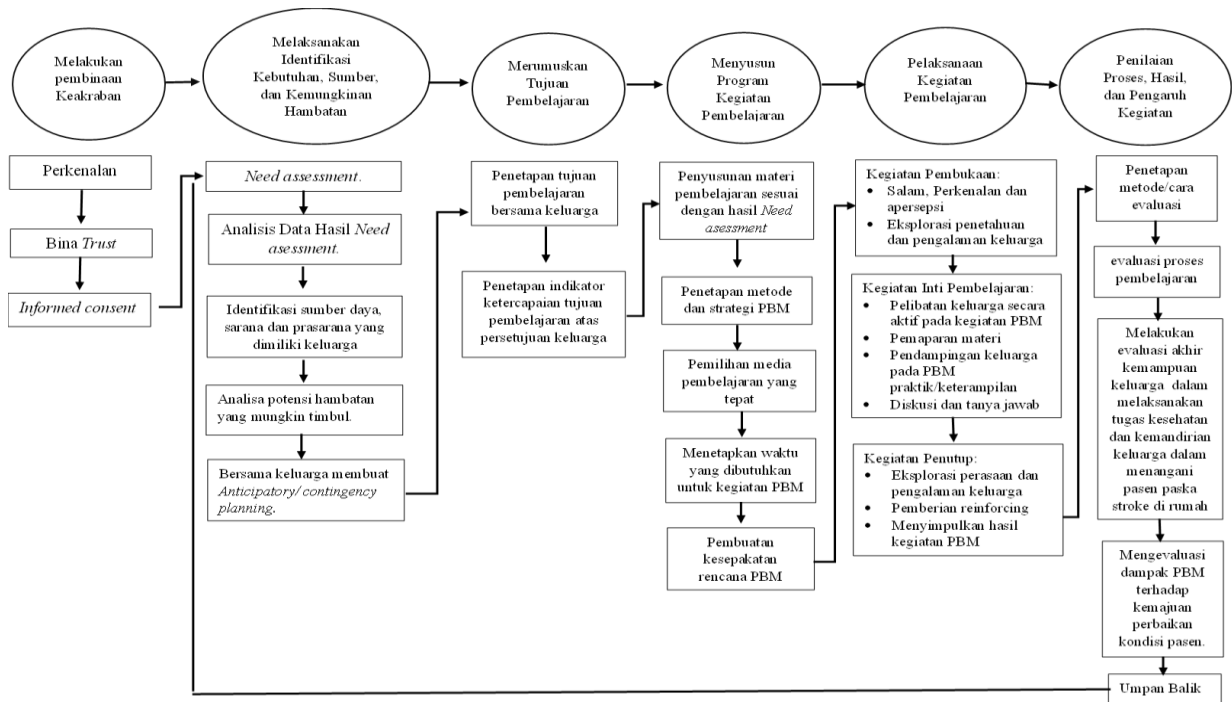 Melakukan
pembinaan
Keakraban
Melaksanakan
Identifikasi
Kebutuhan, Sumber,
dan Kemungkinan
Hambatan
Merumuskan
Tujuan
Pembelajaran
Menyusun
Program
Kegiatan
Pembelajaran
Pelaksanaan
Kegiatan
Pembelajaran
Penilaian
Proses, Hasil,
dan Pengaruh
Kegiatan
Perkenalan
Bina Trust
Informed consent
Need assessment.
Analisis Data Hasil Need
asessment.
Identifikasi sumber daya,
sarana dan prasarana yang
dimiliki keluarga
Analisa potensi hambatan
yang mungkin timbul.
Bersama keluarga membuat
Anticipatory/ contingency
planning.
Penetapan tujuan
pembelajaran
bersama keluarga
Penetapan indikator
ketercapaian tujuan
pembelajaran atas
persetujuan keluarga
Penyusunan materi
pembelajaran sesuai
dengan hasil Need
asessment
Penetapan metode
dan strategi PBM
Pemilihan media
pembelajaran yang
tepat
Menetapkan waktu
yang dibutuhkan
untuk kegiatan PBM
Pembuatan
kesepakatan
rencana PBM
Kegiatan Pembukaan:
• Salam, Perkenalan dan
apersepsi
• Eksplorasi penetahuan
dan pengalaman keluarga
Kegiatan Inti Pembelajaran:
• Pelibatan keluarga secara
aktif pada kegiatan PBM
• Pemaparan materi
• Pendampingan keluarga
pada PBM
praktik/keterampilan
• Diskusi dan tanya jawab
Kegiatan Penutup:
• Eksplorasi perasaan dan
pengalaman keluarga
• Pemberian reinforcing
• Menyimpulkan hasil
kegiatan PBM
Penetapan
metode/cara
evaluasi
evaluasi proses
pembelajaran
Melakukan
evaluasi akhir
kemampuan
keluarga dalam
melaksanakan
tugas kesehatan
dan kemandirian
keluarga dalam
menangani
pasen paska
stroke di rumah
Mengevaluasi
dampak PBM
terhadap
kemajuan
perbaikan
kondisi pasen.
Umpan Balik